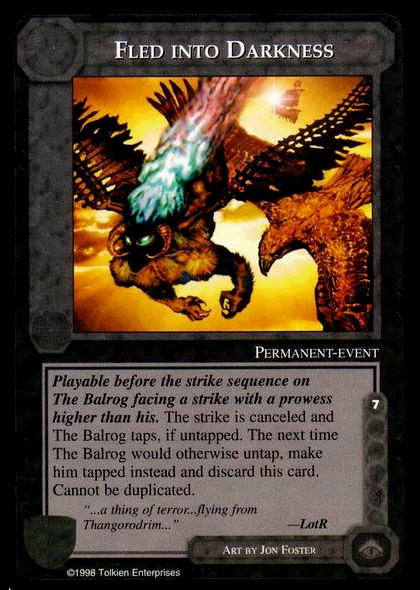 FLED INTO DARKNESS
PERMANENT-EVENT
Playable before the strike sequence on
The Balrog facing a strike with a prowess
higher than his. The strike is canceled and
The Balrog taps, if untapped. The next time
The Balrog would otherwise untap, make
him tapped instead and discard this card.
Cannot be duplicated.
7
"...a thing of terror...flying from
Thangorodrim..." —LotR
ART BY JON FOSTER
©1998 Tolkien Enterprises